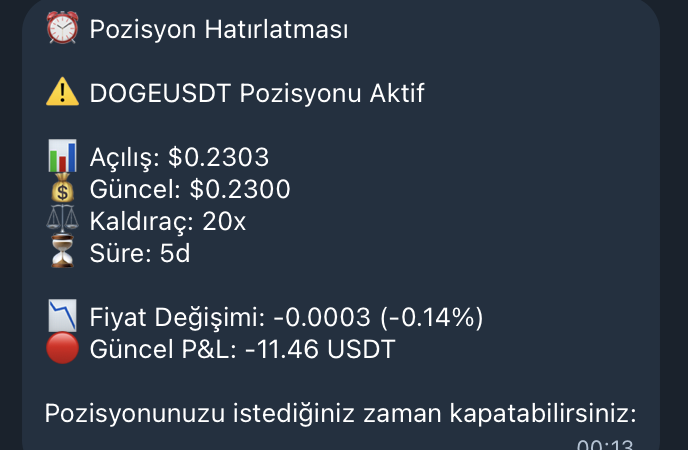 ⏰ Pozisyon Hatırlatması
⚠️ DOGEUSDT Pozisyonu Aktif
📊 Açılış: $0.2303
💰 Güncel: $0.2300
⚖️ Kaldıraç: 20x
⏳ Süre: 5d
📉 Fiyat Değişimi: -0.0003 (-0.14%)
🔴 Güncel P&L: -11.46 USDT
Pozisyonunuzu istediğiniz zaman kapatabilirsiniz:
00:13